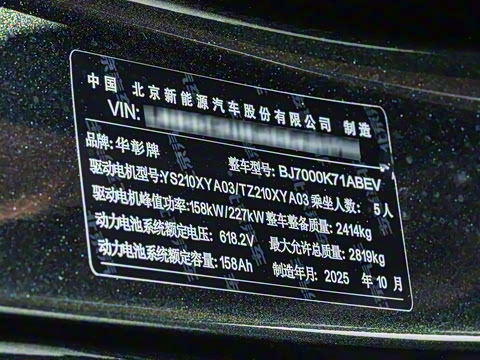 中国 北京新能源汽车股份有限公司 制造
VIN:
品牌:华彰牌 整车型号:BJ7000K71ABEV
驱动电机型号:YS210XYA03/TZ210XYA03 乘坐人数: 5人
驱动电机峰值功率:158kW/227kW 整车整备质量: 2414kg
动力电池系统额定电压: 618.2V 最大允许总质量: 2819kg
动力电池系统额定容量:158Ah 制造年月: 2025 年10 月